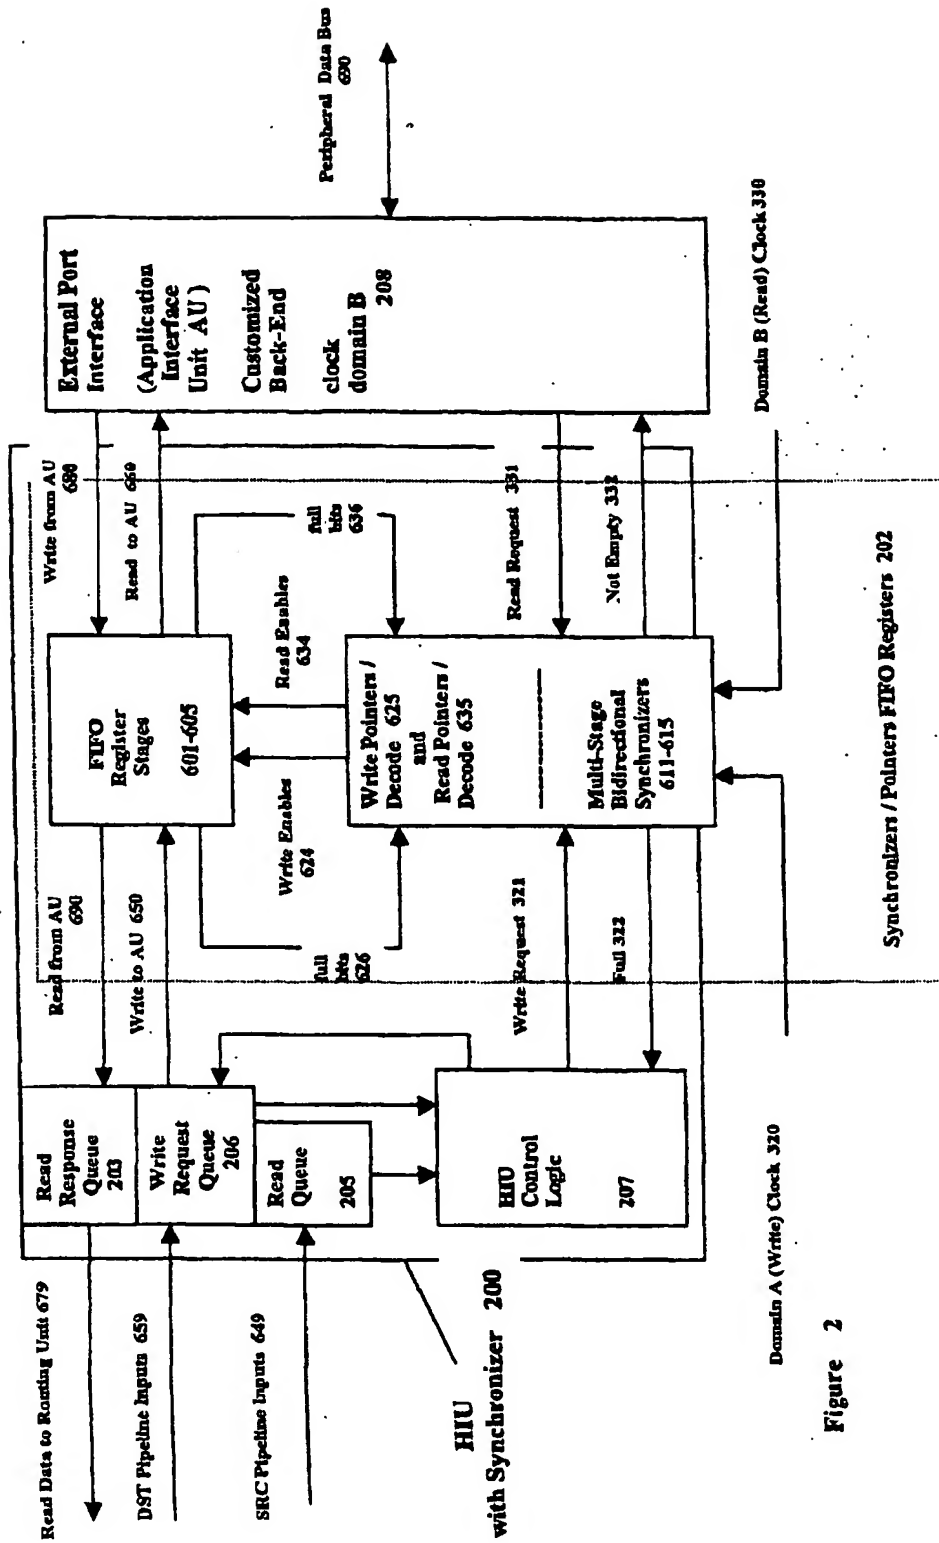 Read Data to Routing Unit 679
DST Pipeline Inputs 659
SRC Pipeline Inputs 649
HIU
with Synchronizer 200
Read
Response
Queue
203
Write
Request
Queue
206
Read
Queue
205
HIU
Control
Logic
207
Read from AU
690
Write to AU 650
full
bits
626
Write Request 321
Full 322
Write Enables
624
Read Enables
634
FIFO
Register
Stages
601-605
Write Pointers /
Decode 625
and
Read Pointers /
Decode 635
Multi-Stage
Bidirectional
Synchronizers
611-615
full
bits
636
Write from AU
680
Read to AU 660
Read Request 331
Not Empty 332
External Port
Interface
(Application
Interface
Unit AU)
Customized
Back-End
clock
domain B
208
Peripheral Data Bus
690
Domain A (Write) Clock 320
Domain B (Read) Clock 330
Synchronizers / Pointers FIFO Registers 202
Figure 2